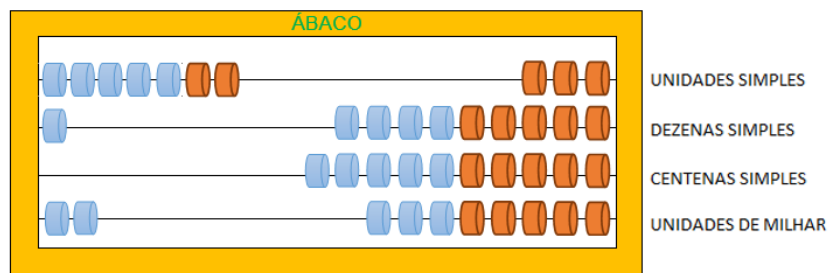 ÁBACO
UNIDADES SIMPLES
DEZENAS SIMPLES
CENTENAS SIMPLES
UNIDADES DE MILHAR